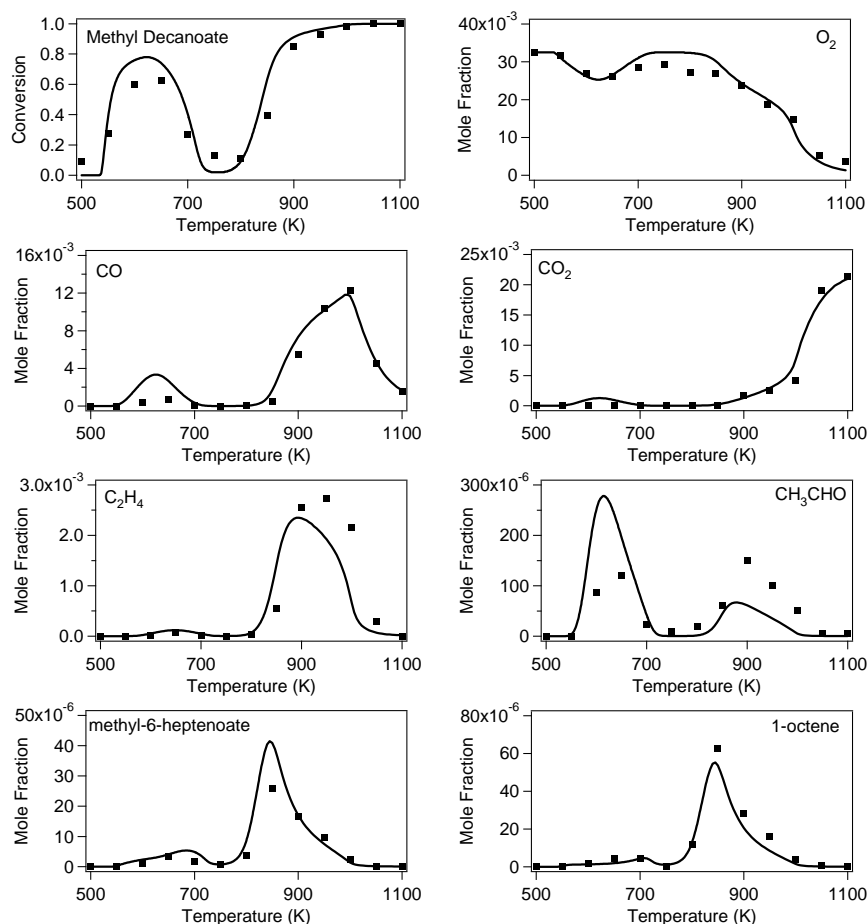 Methyl Decanoate
1.0
0.8
0.6
0.4
0.2
0.0
Conversion
500
700
900
1100
Temperature (K)
O2
40x10-3
30
20
10
0
Mole Fraction
500
700
900
1100
Temperature (K)
CO
16x10-3
12
8
4
0
Mole Fraction
500
700
900
1100
Temperature (K)
CO2
25x10-3
20
15
10
5
0
Mole Fraction
500
700
900
1100
Temperature (K)
C2H4
3.0x10-3
2.0
1.0
0.0
Mole Fraction
500
700
900
1100
Temperature (K)
CH3CHO
300x10-6
200
100
0
Mole Fraction
500
700
900
1100
Temperature (K)
methyl-6-heptenoate
50x10-6
40
30
20
10
0
Mole Fraction
500
700
900
1100
Temperature (K)
1-octene
80x10-6
60
40
20
0
Mole Fraction
500
700
900
1100
Temperature (K)